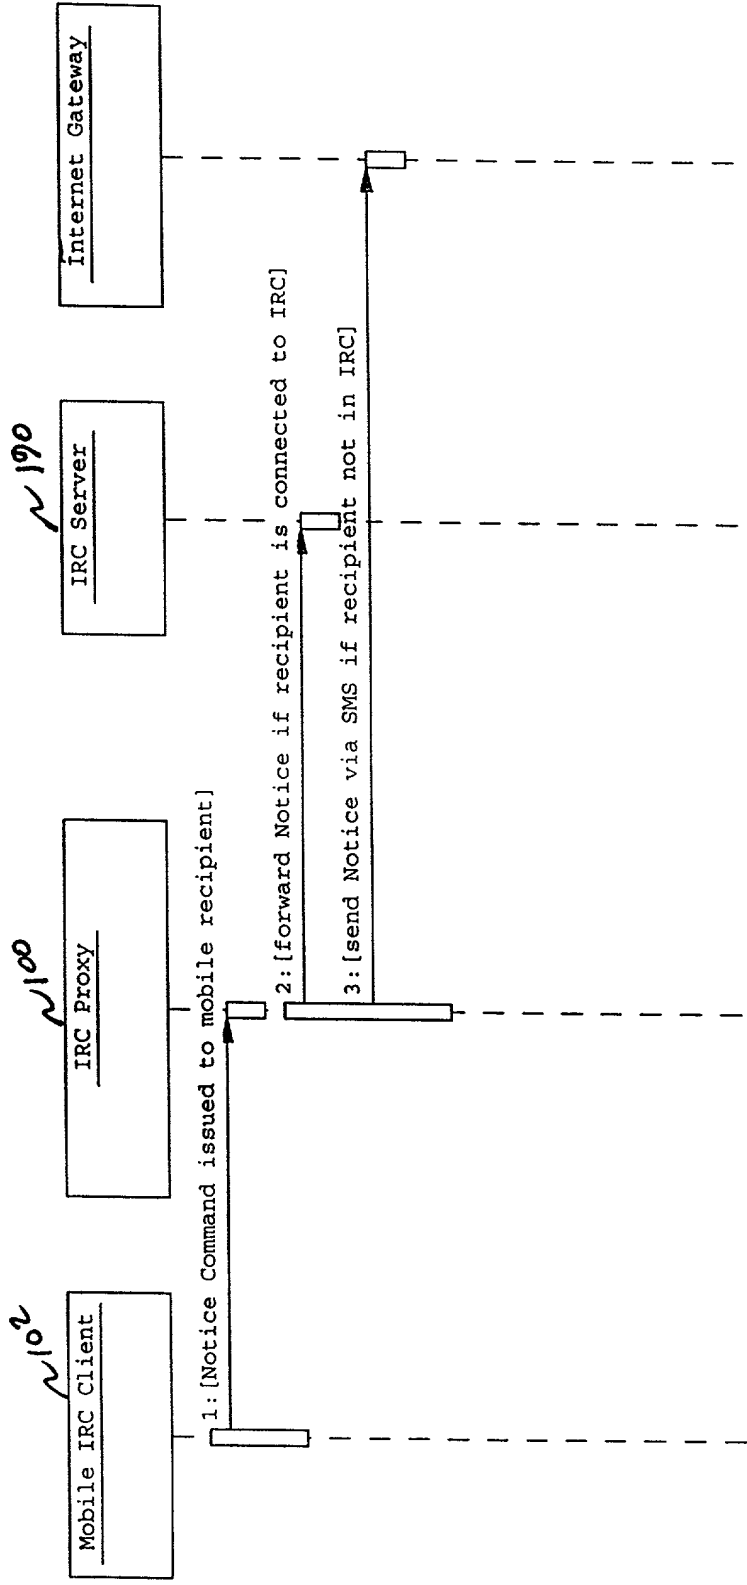 ~102
Mobile IRC Client
~100
IRC Proxy
~190
IRC Server
Internet Gateway
1:[Notice Command issued to mobile recipient]
2:[forward Notice if recipient is connected to IRC]
3:[send Notice via SMS if recipient not in IRC]